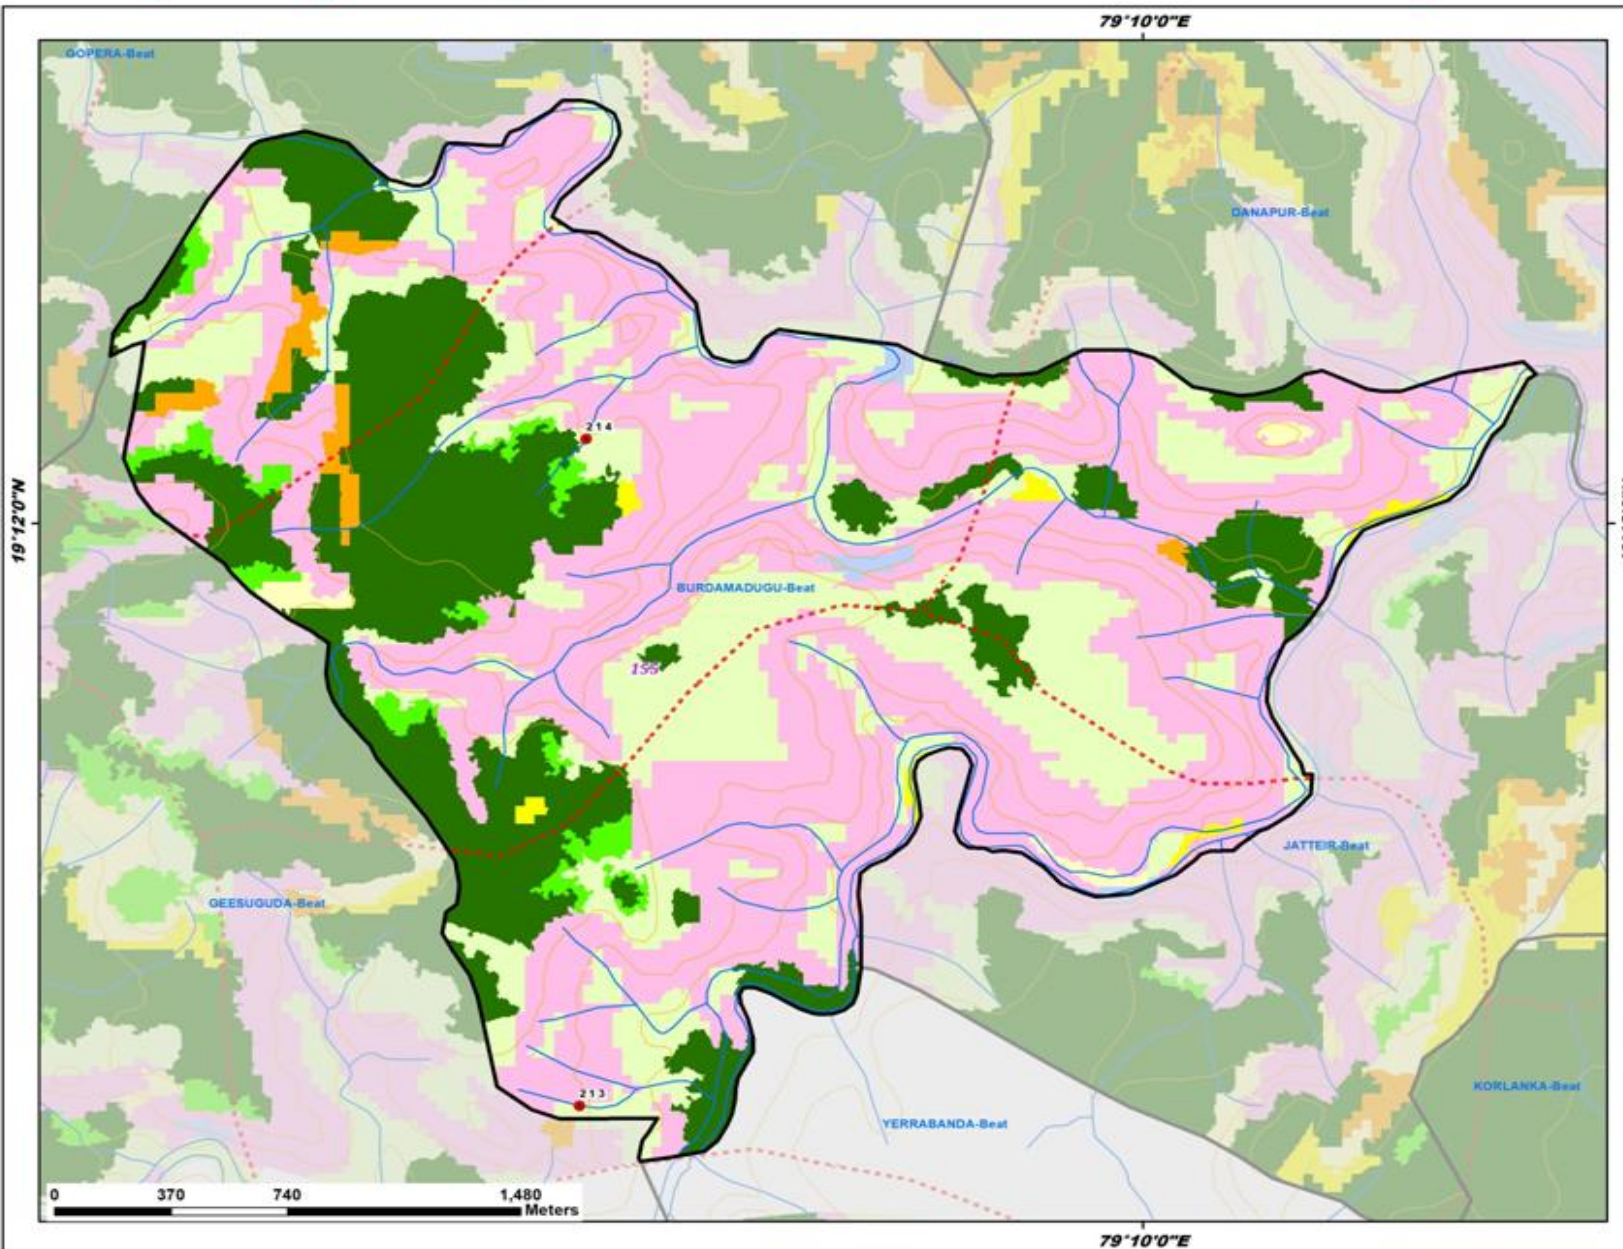 79°10'0"E
GOPERA-Beat
DANAPUR-Beat
214
19°12'0"N
BURDAMADUGU-Beat
155
JATTEIR-Beat
GEESUGUDA-Beat
KORLANKA-Beat
213
YERRABANDA-Beat
0 370 740 1,480
Meters
79°10'0"E